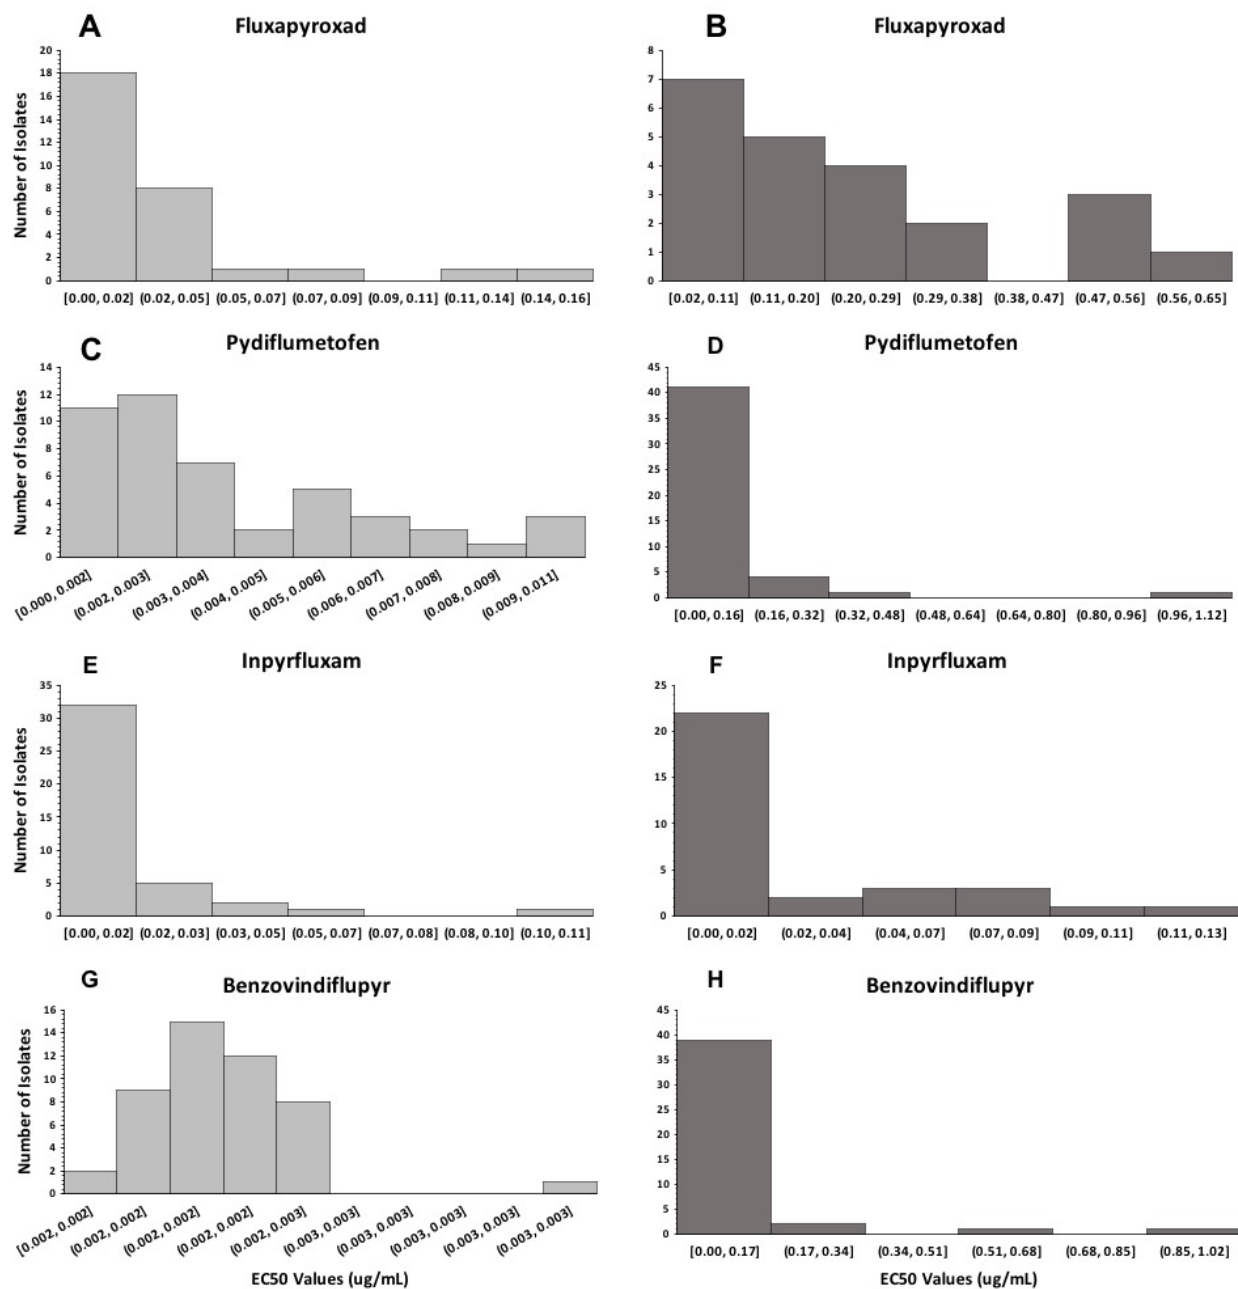 A
Fluxapyroxad
Number of Isolates
20
18
16
14
12
10
8
6
4
2
0
[0.00, 0.02] (0.02, 0.05] (0.05, 0.07] (0.07, 0.09] (0.09, 0.11] (0.11, 0.14] (0.14, 0.16]
B
Fluxapyroxad
8
7
6
5
4
3
2
1
0
[0.02, 0.11] (0.11, 0.20] (0.20, 0.29] (0.29, 0.38] (0.38, 0.47] (0.47, 0.56] (0.56, 0.65]
C
Pydiflumetofen
Number of Isolates
14
12
10
8
6
4
2
0
[0.000, 0.002] (0.002, 0.003] (0.003, 0.004] (0.004, 0.005] (0.005, 0.006] (0.006, 0.007] (0.007, 0.008] (0.008, 0.009] (0.009, 0.011]
D
Pydiflumetofen
45
40
35
30
25
20
15
10
5
0
[0.00, 0.16] (0.16, 0.32] (0.32, 0.48] (0.48, 0.64] (0.64, 0.80] (0.80, 0.96] (0.96, 1.12]
E
Inpyrfluxam
Number of Isolates
35
30
25
20
15
10
5
0
[0.00, 0.02] (0.02, 0.03] (0.03, 0.05] (0.05, 0.07] (0.07, 0.08] (0.08, 0.10] (0.10, 0.11]
F
Inpyrfluxam
25
20
15
10
5
0
[0.00, 0.02] (0.02, 0.04] (0.04, 0.07] (0.07, 0.09] (0.09, 0.11] (0.11, 0.13]
G
Benzovindiflupyr
Number of Isolates
16
14
12
10
8
6
4
2
0
[0.002, 0.002] (0.002, 0.002] (0.002, 0.002] (0.002, 0.002] (0.002, 0.003] (0.003, 0.003] (0.003, 0.003] (0.003, 0.003] (0.003, 0.003] (0.003, 0.003]
EC50 Values (ug/mL)
H
Benzovindiflupyr
45
40
35
30
25
20
15
10
5
0
[0.00, 0.17] (0.17, 0.34] (0.34, 0.51] (0.51, 0.68] (0.68, 0.85] (0.85, 1.02]
EC50 Values (ug/mL)